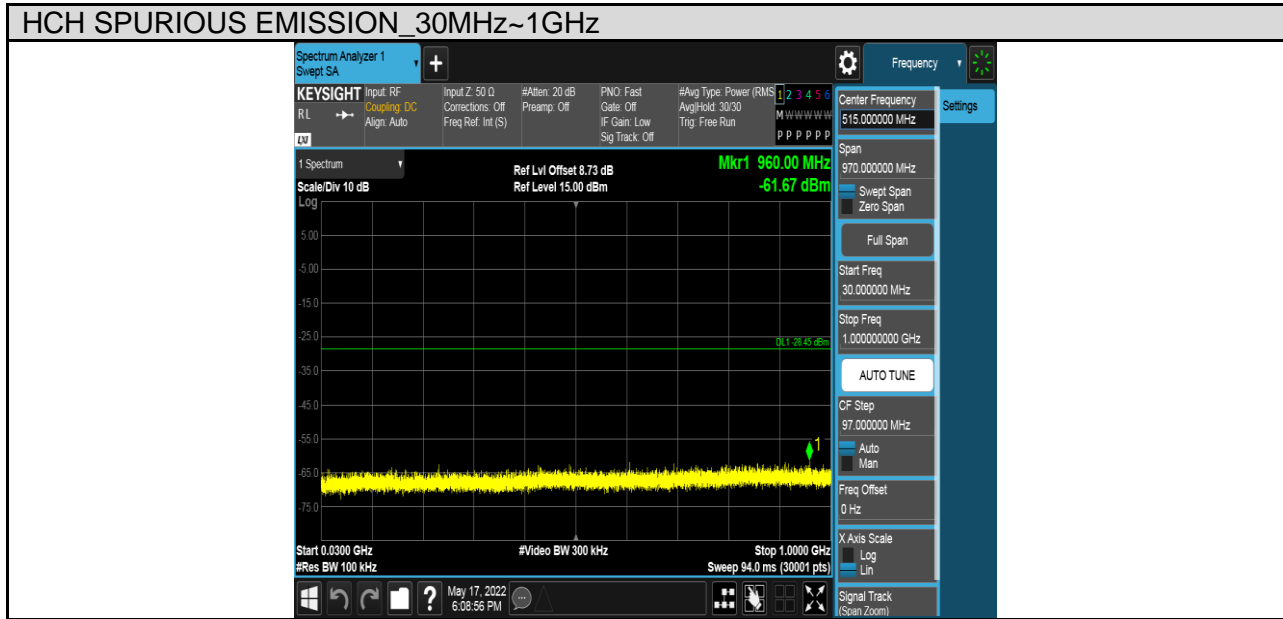 HCH SPURIOUS EMISSION_30MHz~1GHz
Spectrum Analyzer 1
Swept SA
+
Frequency
KEYSIGHT
RL
LXI
Input: RF
Coupling: DC
Align: Auto
Input Z: 50 Ω
Corrections: Off
Freq Ref: Int (S)
#Atten: 20 dB
Preamp: Off
PNO: Fast
Gate: Off
IF Gain: Low
Sig Track: Off
#Avg Type: Power (RMS
Avg|Hold: 30/30
Trig: Free Run
1 2 3 4 5 6
M W W W W W
P P P P P P
1 Spectrum
Scale/Div 10 dB
Log
Ref Lvl Offset 8.73 dB
Ref Level 15.00 dBm
Mkr1 960.00 MHz
-61.67 dBm
5.00
-5.00
-15.0
-25.0
DL1 -28.45 dBm
-35.0
-45.0
-55.0
1
-65.0
-75.0
Start 0.0300 GHz
#Res BW 100 kHz
#Video BW 300 kHz
Stop 1.0000 GHz
Sweep 94.0 ms (30001 pts)
?
May 17, 2022
6:08:56 PM
Center Frequency
515.000000 MHz
Span
970.000000 MHz
Swept Span
Zero Span
Full Span
Start Freq
30.000000 MHz
Stop Freq
1.000000000 GHz
AUTO TUNE
CF Step
97.000000 MHz
Auto
Man
Freq Offset
0 Hz
X Axis Scale
Log
Lin
Signal Track
(Span Zoom)
Settings